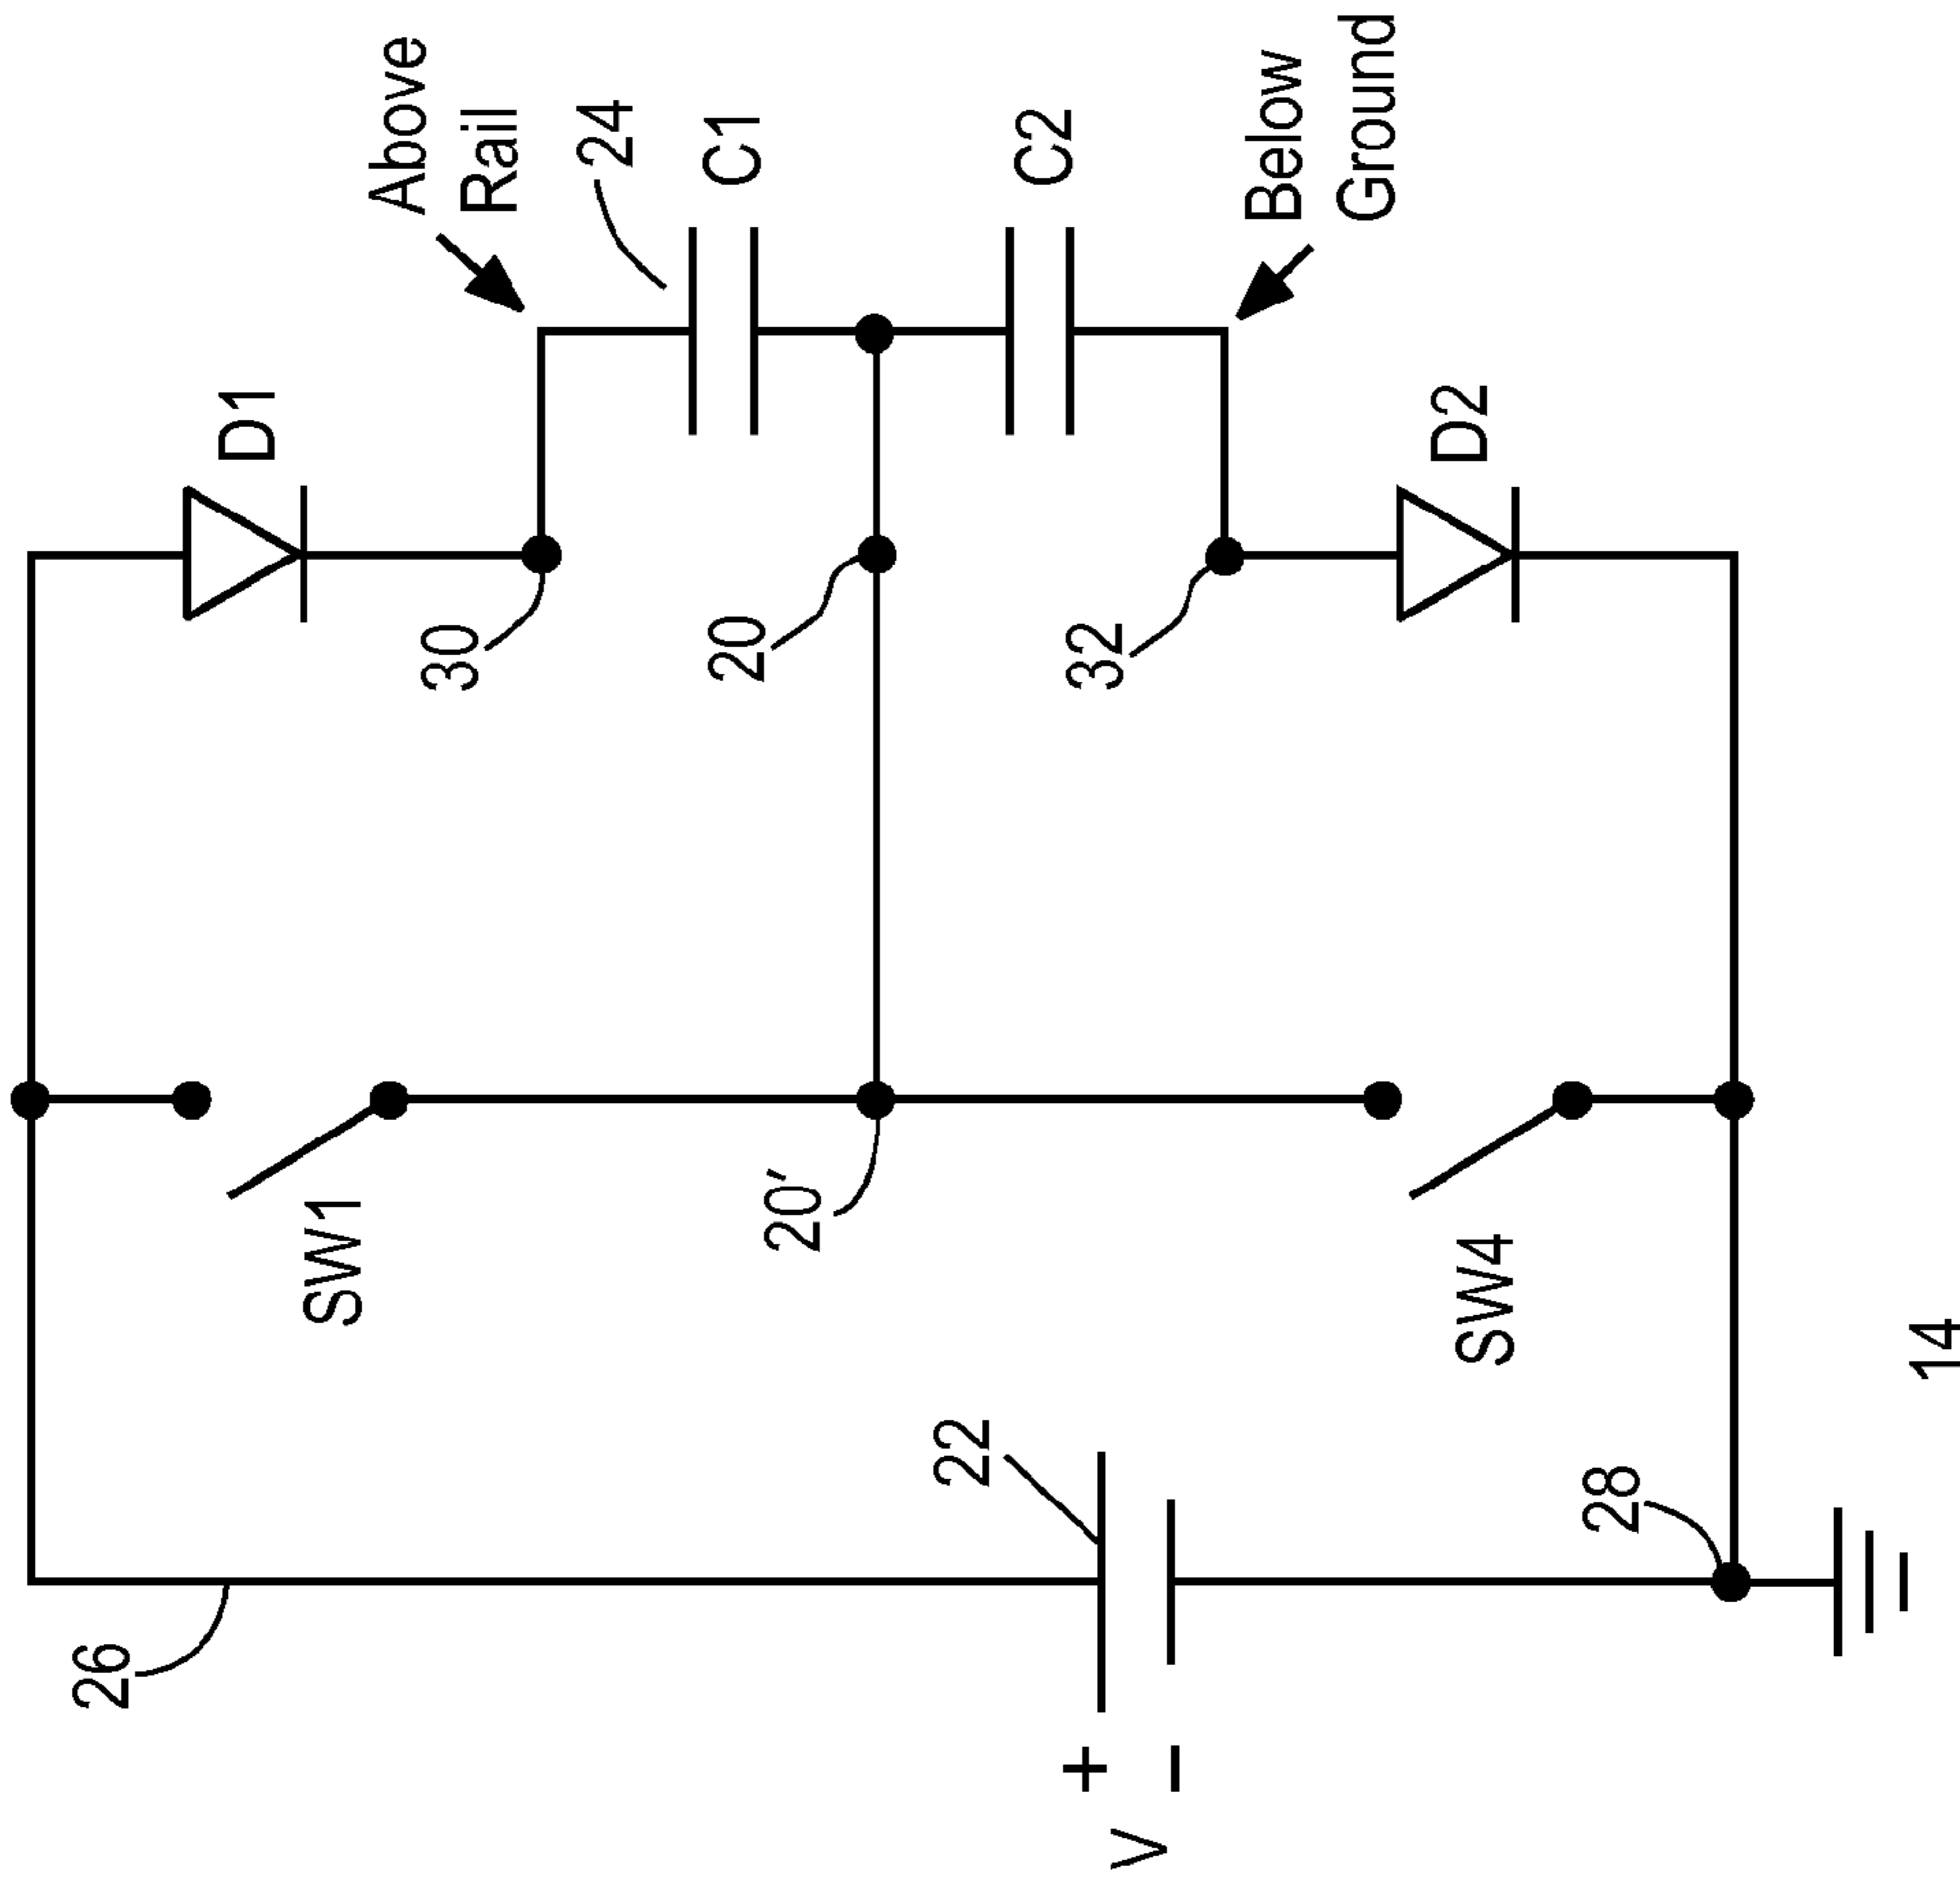 Above
Rail
24
C1
C2
Below
Ground
D1
D2
30
20
32
SW1
20′
SW4
14
22
28
26
+
V
−